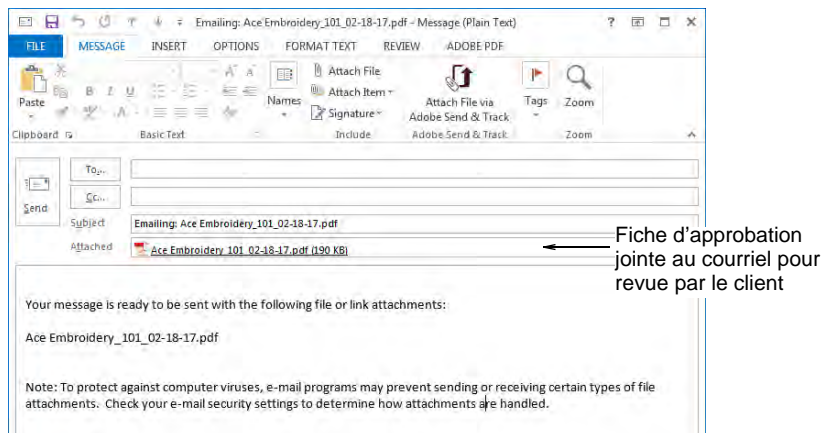 Emailing: Ace Embroidery_101_02-18-17.pdf - Message (Plain Text)
FILE MESSAGE INSERT OPTIONS FORMAT TEXT REVIEW ADOBE PDF
Paste
B I U
A A
Names
Attach File
Attach Item
Signature
Attach File via
Adobe Send & Track
Tags
Zoom
Clipboard Basic Text Include Adobe Send & Track Zoom
Send
To...
Cc...
Subject Emailing: Ace Embroidery_101_02-18-17.pdf
Attached Ace Embroidery_101_02-18-17.pdf (190 KB)
Fiche d'approbation
jointe au courriel pour
revue par le client
Your message is ready to be sent with the following file or link attachments:
Ace Embroidery_101_02-18-17.pdf
Note: To protect against computer viruses, e-mail programs may prevent sending or receiving certain types of file
attachments. Check your e-mail security settings to determine how attachments are handled.